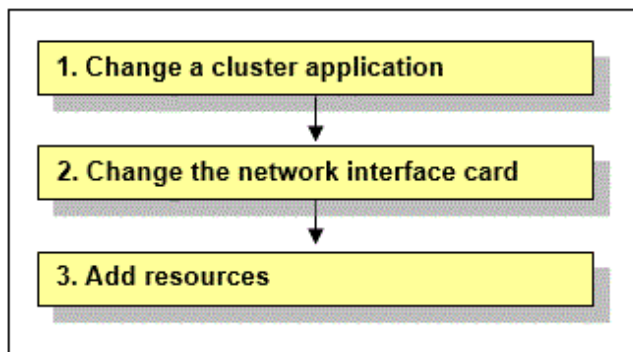 1. Change a cluster application
2. Change the network interface card
3. Add resources